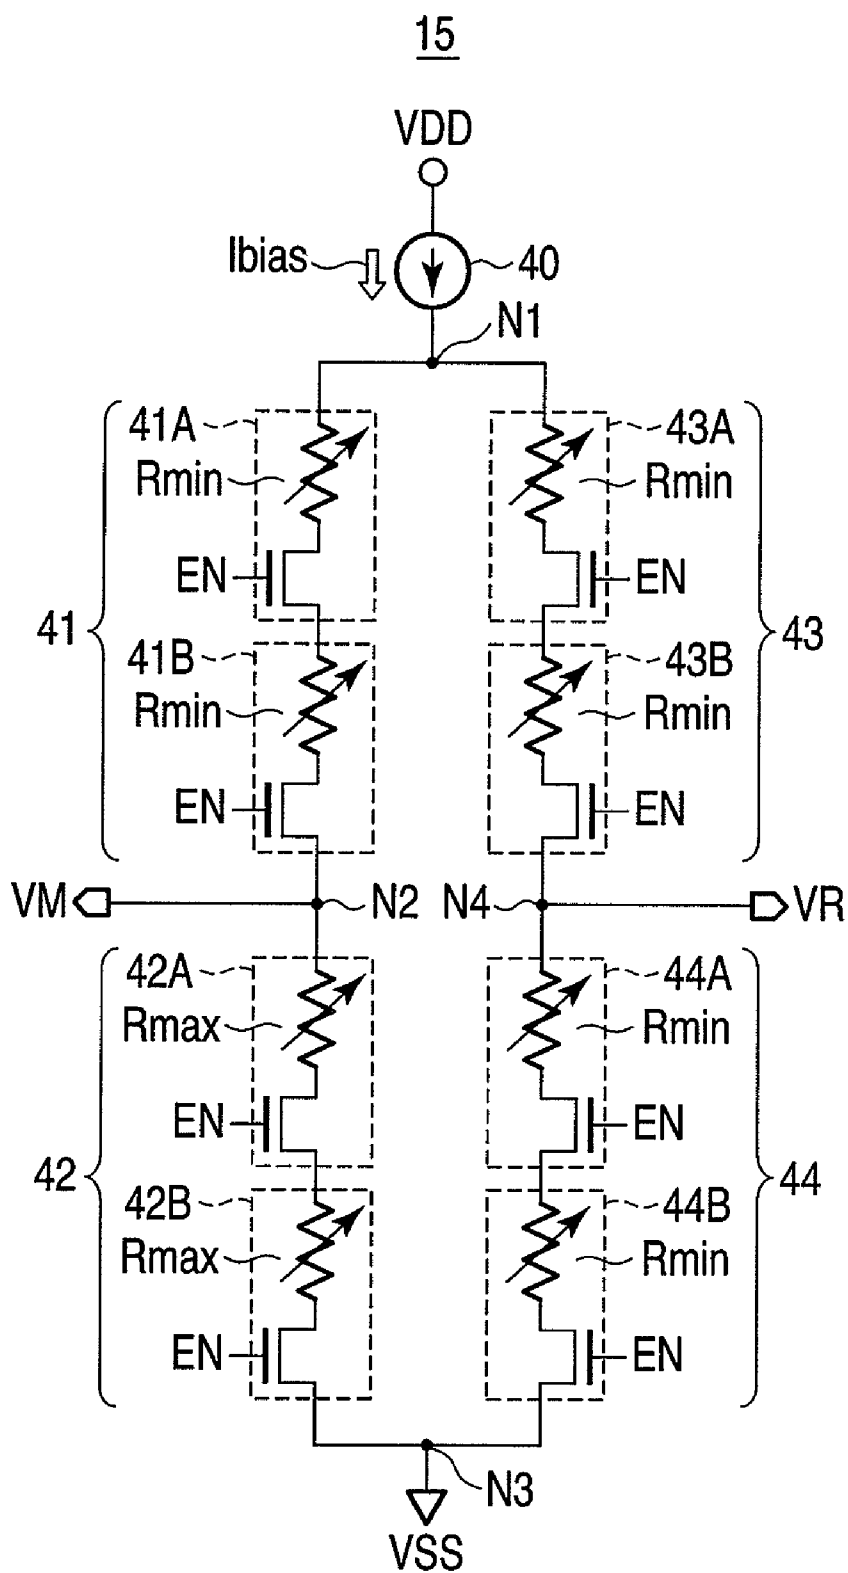 15
VDD
Ibias 40
N1
41A 43A
Rmin Rmin
EN EN
41 43
41B 43B
Rmin Rmin
EN EN
VM N2 N4 VR
42A 44A
Rmax Rmin
EN EN
42 44
42B 44B
Rmax Rmin
EN EN
N3
VSS